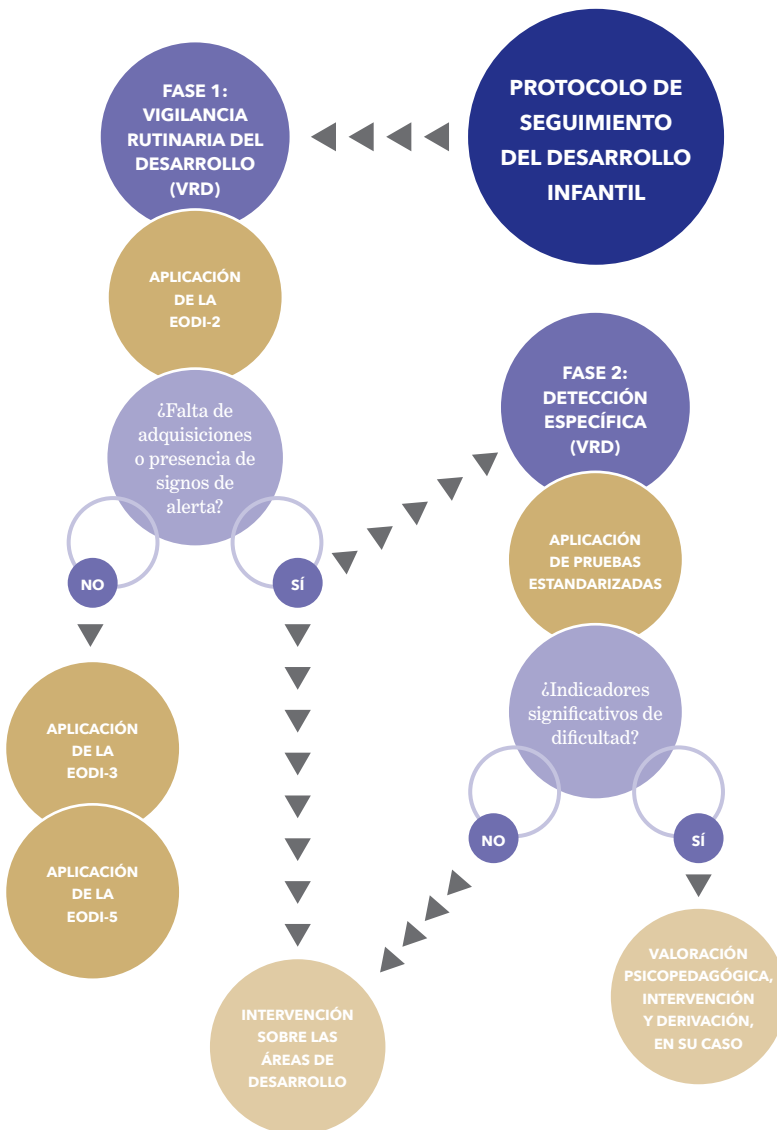 PROTOCOLO DE
SEGUIMIENTO
DEL DESARROLLO
INFANTIL
FASE 1:
VIGILANCIA
RUTINARIA DEL
DESARROLLO
(VRD)
APLICACIÓN
DE LA
EODI-2
¿Falta de
adquisiciones
o presencia de
signos de
alerta?
NO
SÍ
APLICACIÓN
DE LA
EODI-3
APLICACIÓN
DE LA
EODI-5
INTERVENCIÓN
SOBRE LAS
ÁREAS DE
DESARROLLO
FASE 2:
DETECCIÓN
ESPECÍFICA
(VRD)
APLICACIÓN
DE PRUEBAS
ESTANDARIZADAS
¿Indicadores
significativos de
dificultad?
NO
SÍ
VALORACIÓN
PSICOPEDAGÓGICA,
INTERVENCIÓN
Y DERIVACIÓN,
EN SU CASO